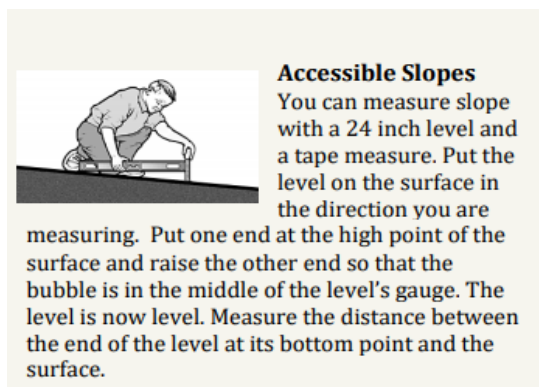 Accessible Slopes
You can measure slope
with a 24 inch level and
a tape measure. Put the
level on the surface in
the direction you are
measuring.  Put one end at the high point of the
surface and raise the other end so that the
bubble is in the middle of the level’s gauge. The
level is now level. Measure the distance between
the end of the level at its bottom point and the
surface.